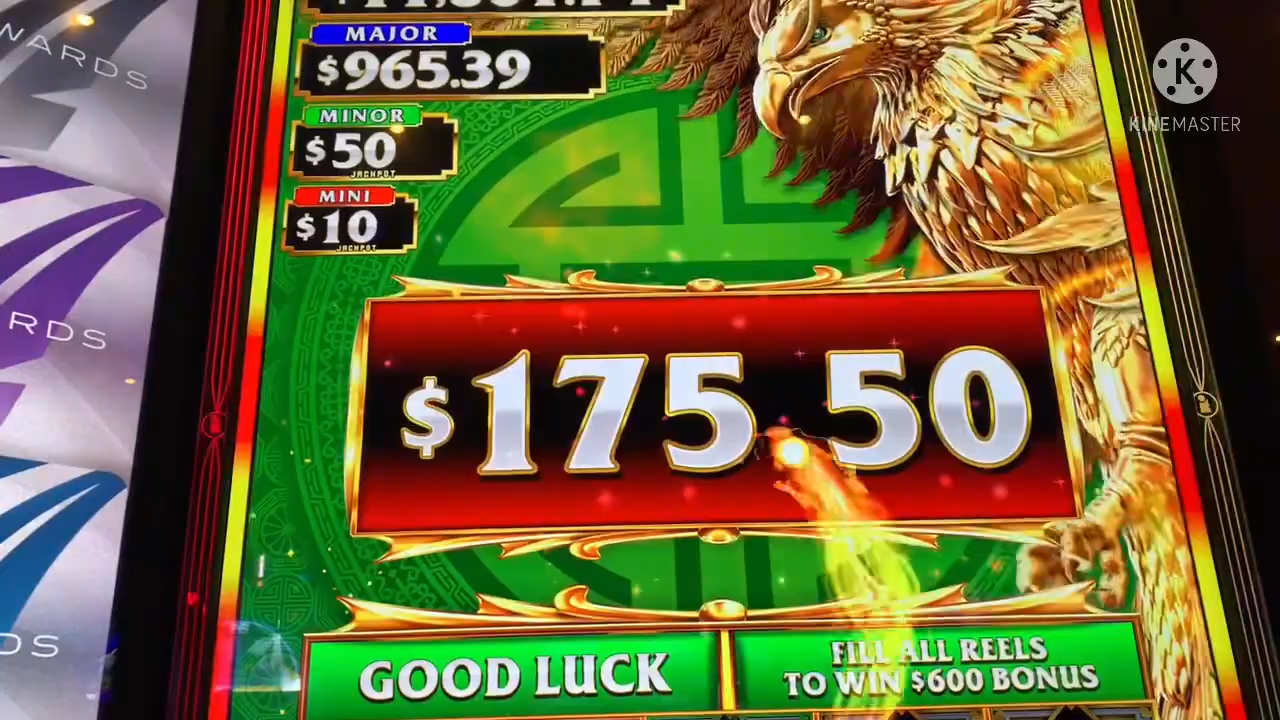 MAJOR
$965.39
MINOR
$50
JACKPOT
MINI
$10
JACKPOT
$175.50
GOOD LUCK
FILL ALL REELS
TO WIN $600 BONUS
K
KINEMASTER